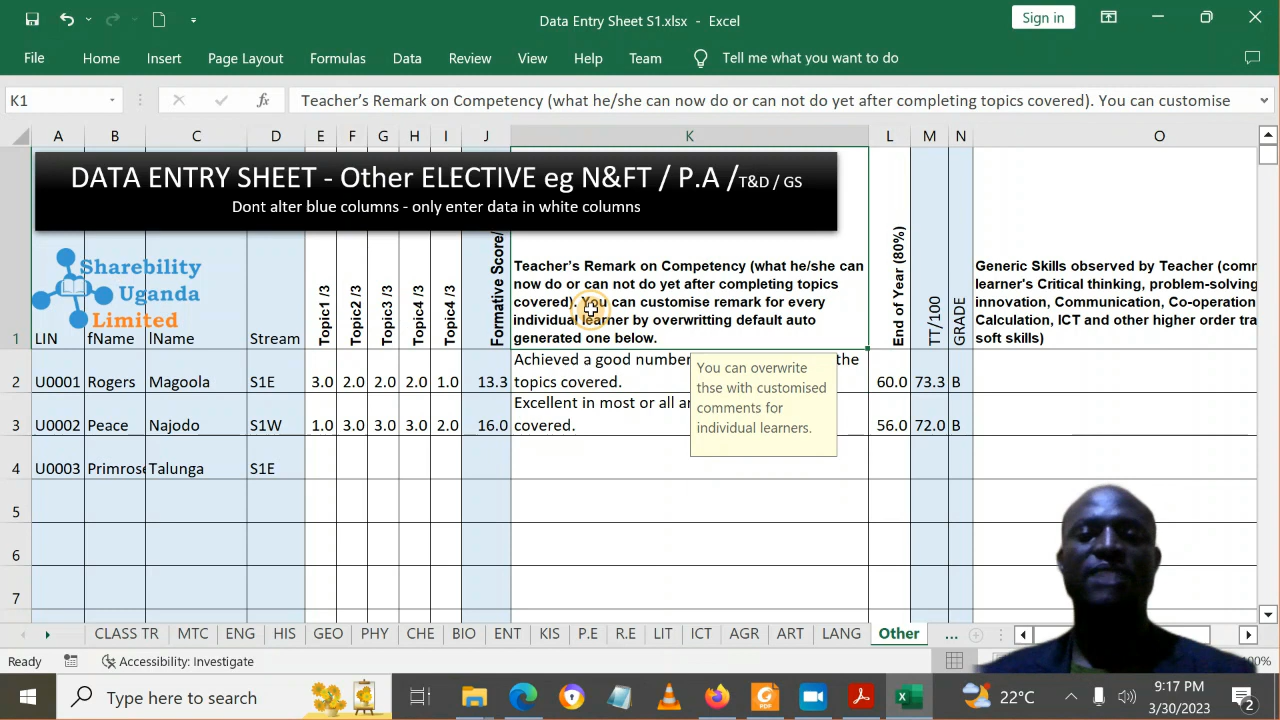 Data Entry Sheet S1.xlsx - Excel
Sign in
File Home Insert Page Layout Formulas Data Review View Help Team Tell me what you want to do
K1
fx
Teacher's Remark on Competency (what he/she can now do or can not do yet after completing topics covered). You can customise
A B C D E F G H I J K L M N O
DATA ENTRY SHEET - Other ELECTIVE eg N&FT / P.A /T&D / GS
Dont alter blue columns - only enter data in white columns
Sharebility
Uganda
Limited
1
LIN
fName
lName
Stream
Topic1 /3
Topic2 /3
Topic3 /3
Topic4 /3
Topic4 /3
Formative Score/
Teacher's Remark on Competency (what he/she can
now do or can not do yet after completing topics
covered). You can customise remark for every
individual learner by overwritting default auto
generated one below.
End of Year (80%)
TT/100
GRADE
Generic Skills observed by Teacher (comm
learner's Critical thinking, problem-solving
innovation, Communication, Co-operation
Calculation, ICT and other higher order tra
soft skills)
2 U0001 Rogers Magoola S1E 3.0 2.0 2.0 2.0 1.0 13.3
Achieved a good number the
topics covered.
60.0 73.3 B
3 U0002 Peace Najodo S1W 1.0 3.0 3.0 3.0 2.0 16.0
Excellent in most or all
covered.
56.0 72.0 B
You can overwrite
thse with customised
comments for
individual learners.
4 U0003 Primrose Talunga S1E
5
6
7
CLASS TR MTC ENG HIS GEO PHY CHE BIO ENT KIS P.E R.E LIT ICT AGR ART LANG Other ...
Ready Accessibility: Investigate
Type here to search
22°C
9:17 PM
3/30/2023
2